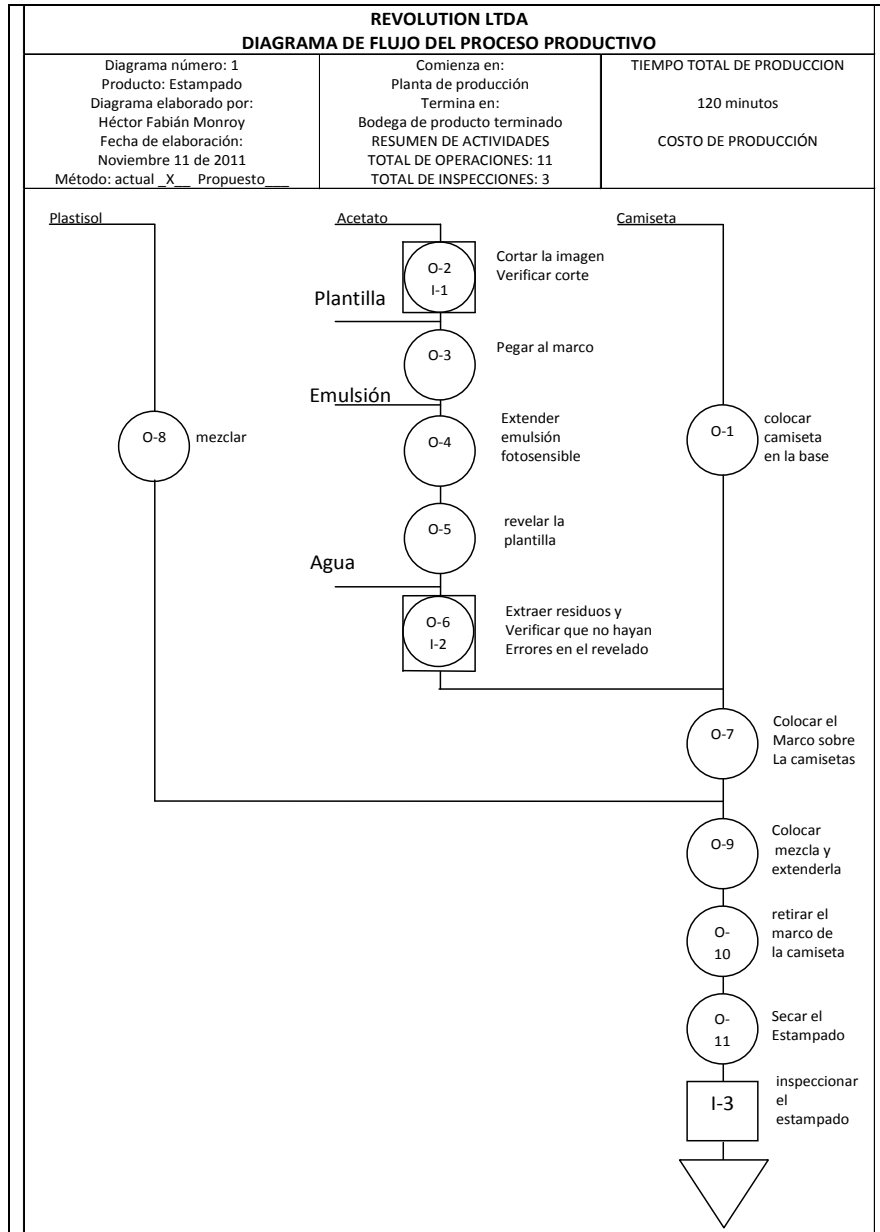 REVOLUTION LTDA
DIAGRAMA DE FLUJO DEL PROCESO PRODUCTIVO
Diagrama número: 1
Producto: Estampado
Diagrama elaborado por:
Héctor Fabián Monroy
Fecha de elaboración:
Noviembre 11 de 2011
Método: actual _X__ Propuesto___
Comienza en:
Planta de producción
Termina en:
Bodega de producto terminado
RESUMEN DE ACTIVIDADES
TOTAL DE OPERACIONES: 11
TOTAL DE INSPECCIONES: 3
TIEMPO TOTAL DE PRODUCCION
120 minutos
COSTO DE PRODUCCIÓN
Plastisol
Acetato
Camiseta
O-2
I-1
Cortar la imagen
Verificar corte
Plantilla
O-3
Pegar al marco
Emulsión
O-8
mezclar
O-4
Extender
emulsión
fotosensible
O-1
colocar
camiseta
en la base
O-5
revelar la
plantilla
Agua
O-6
I-2
Extraer residuos y
Verificar que no hayan
Errores en el revelado
O-7
Colocar el
Marco sobre
La camisetas
O-9
Colocar
mezcla y
extenderla
O-
10
retirar el
marco de
la camiseta
O-
11
Secar el
Estampado
I-3
inspeccionar
el
estampado